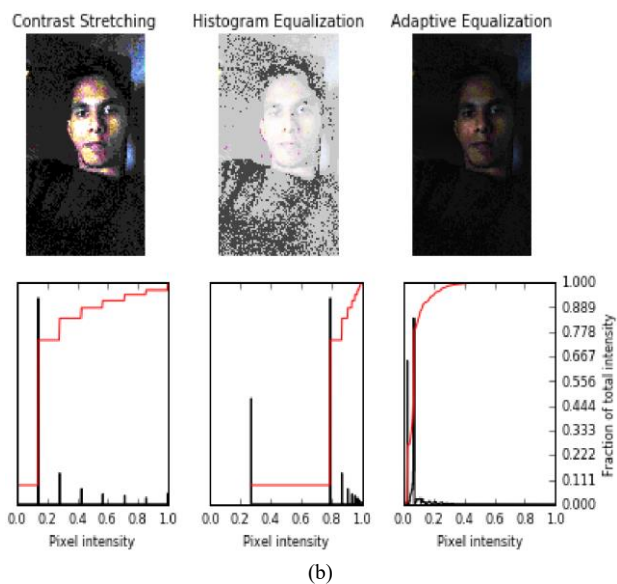 Contrast Stretching Histogram Equalization Adaptive Equalization
1.000
0.889
0.778
0.667
0.556
0.444
0.333
0.222
0.111
0.000
Fraction of total intensity
0.0 0.2 0.4 0.6 0.8 1.0 0.0 0.2 0.4 0.6 0.8 1.0 0.0 0.2 0.4 0.6 0.8 1.0
Pixel intensity Pixel intensity Pixel intensity
(b)